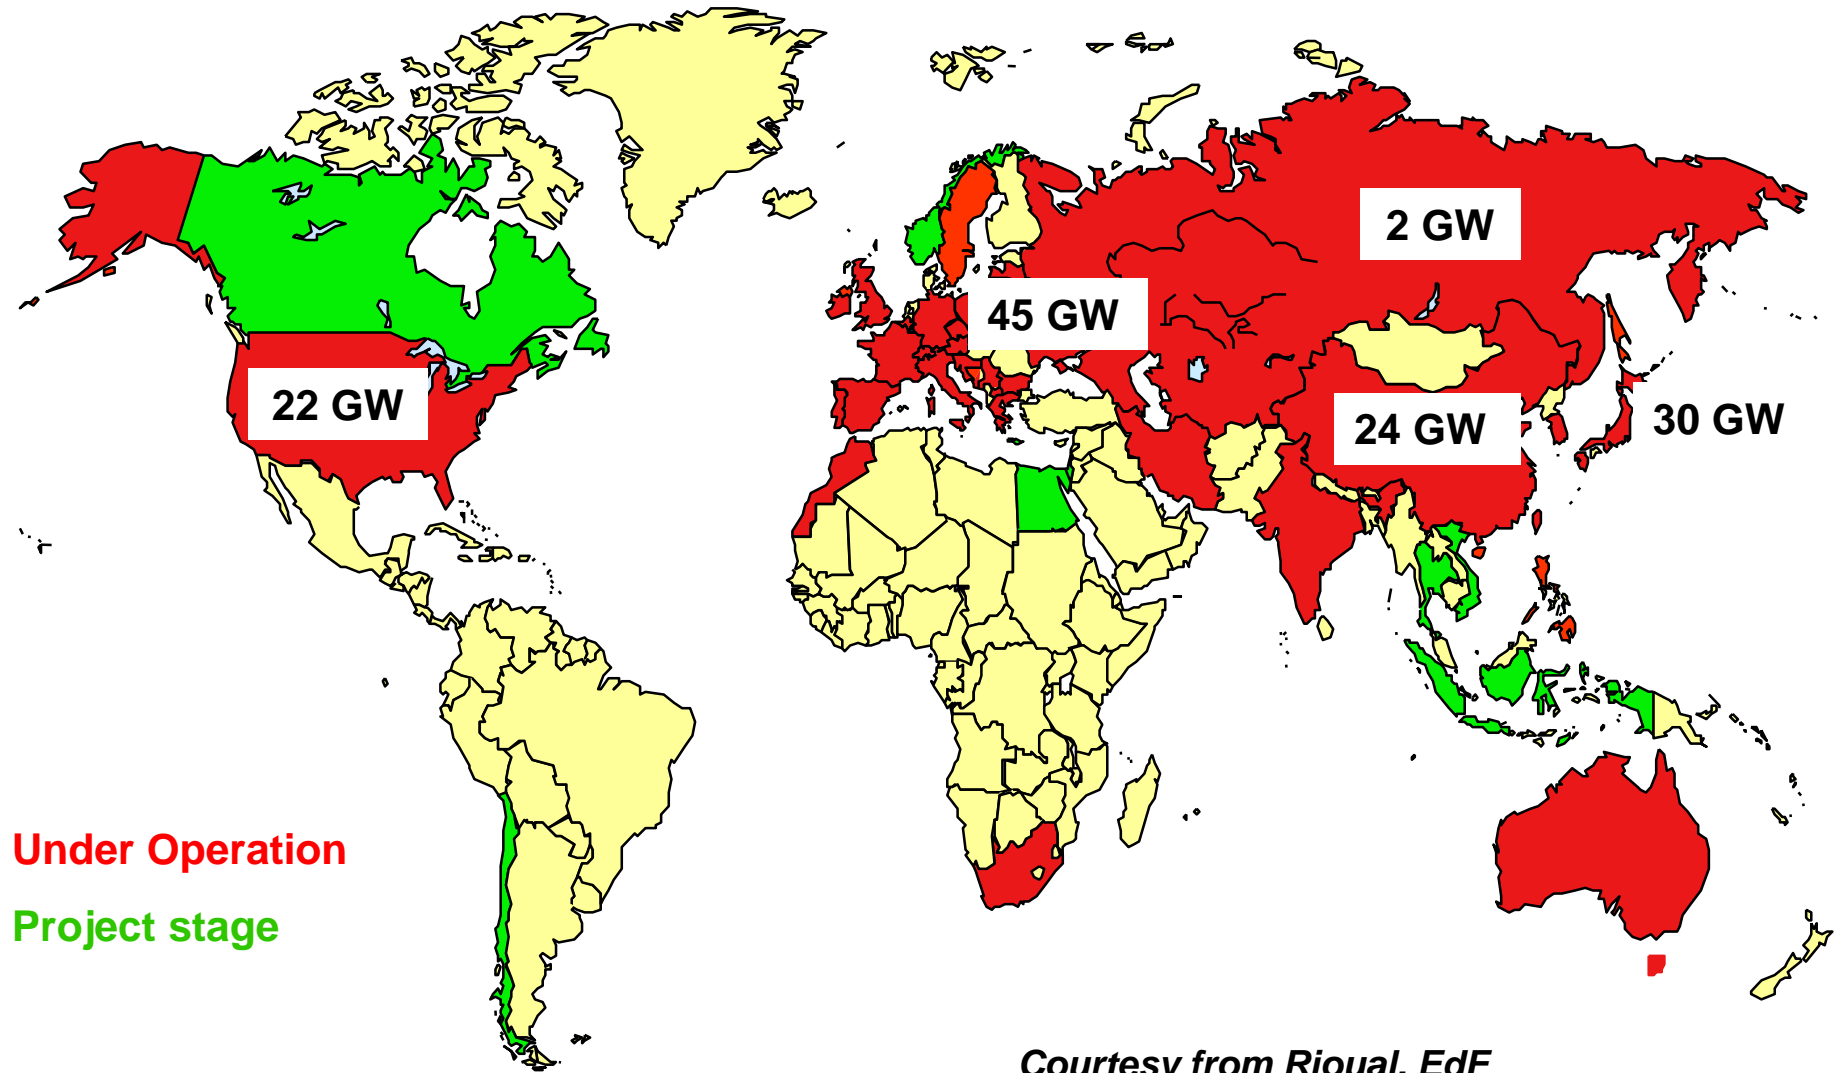 2 GW
45 GW
22 GW
24 GW
30 GW
Under Operation
Project stage
Courtesy from Rioual, EdF